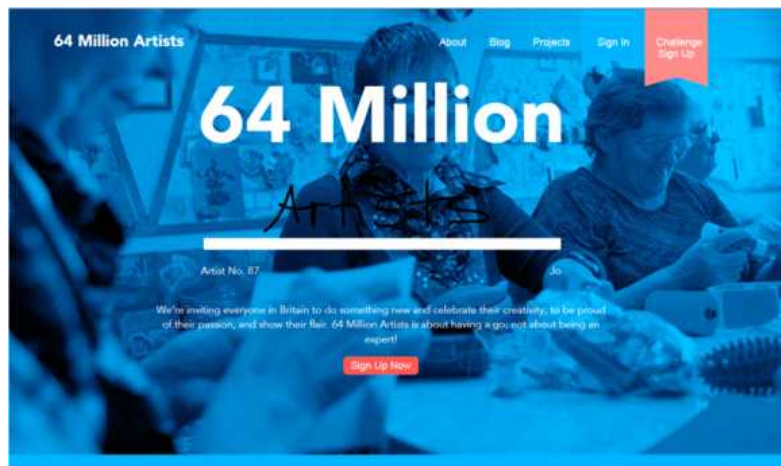 64 Million Artists
About Blog Projects Sign In Challenge
Sign Up
64 Million
Artists
Artist No. 87 Jo
We're inviting everyone in Britain to do something new and celebrate their creativity, to be proud
of their passion, and show their flair. 64 Million Artists is about having a go; not about being an
expert!
Sign Up Now